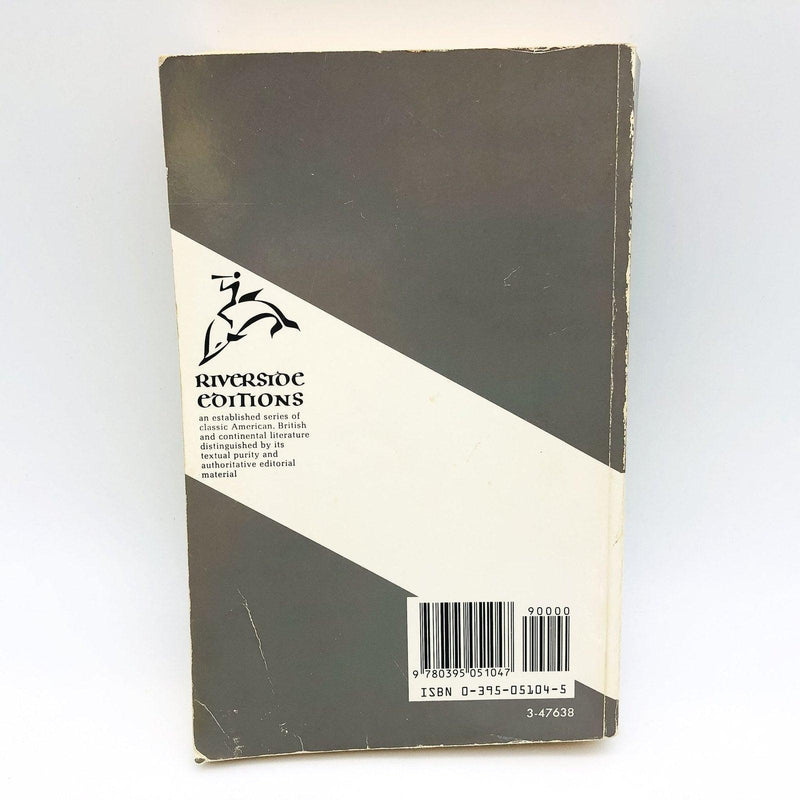 RIVERSIDE
EDITIONS
an established series of
classic American, British
and continental literature
distinguished by its
textual purity and
authoritative editorial
material
90000
9 780395 051047
ISBN 0-395-05104-5
3-47638